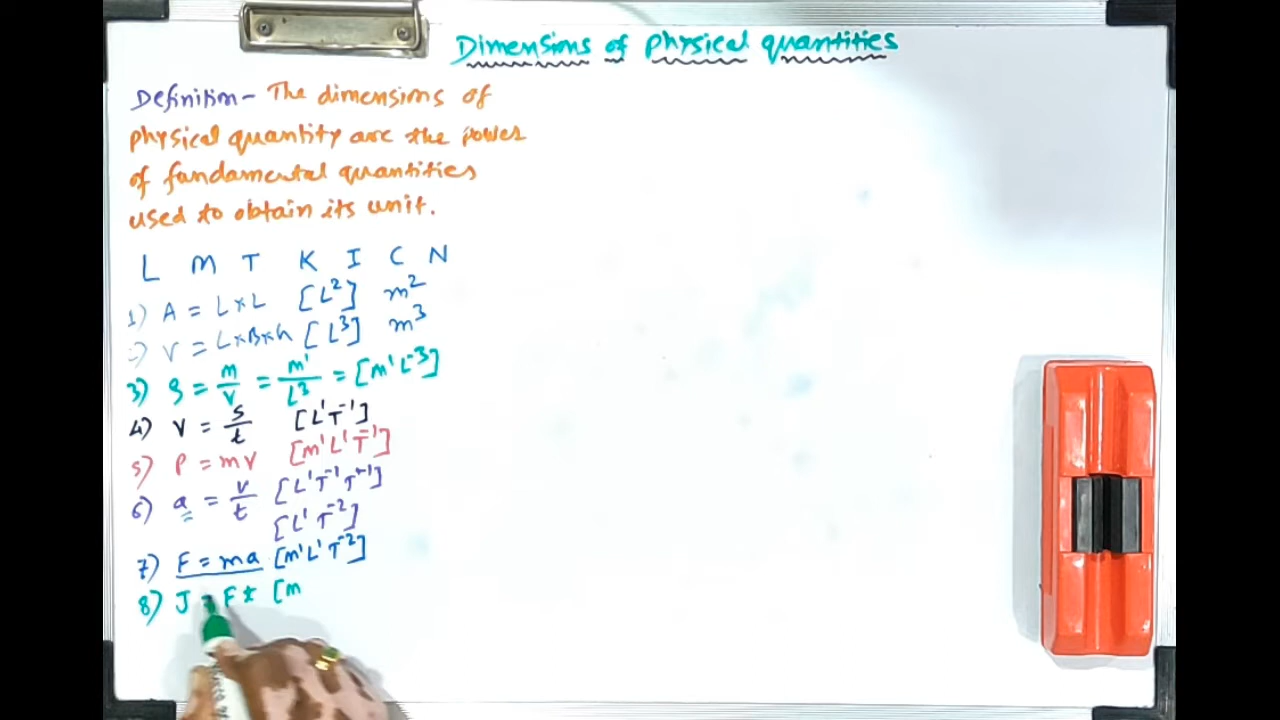 Dimensions of physical quantities
Definition - The dimensions of
physical quantity are the power
of fundamental quantities
used to obtain its unit.
L M T K I C N
1) A = L×L [L²] m²
2) V = L×B×h [L³] m³
3) ρ = m/V = m¹/L³ = [m¹L⁻³]
4) v = s/t [L¹T⁻¹]
5) P = mv [m¹L¹T⁻¹]
6) a = v/t [L¹T⁻¹T⁻¹]
[L¹T⁻²]
7) F = ma [m¹L¹T⁻²]
8) J = Ft [m